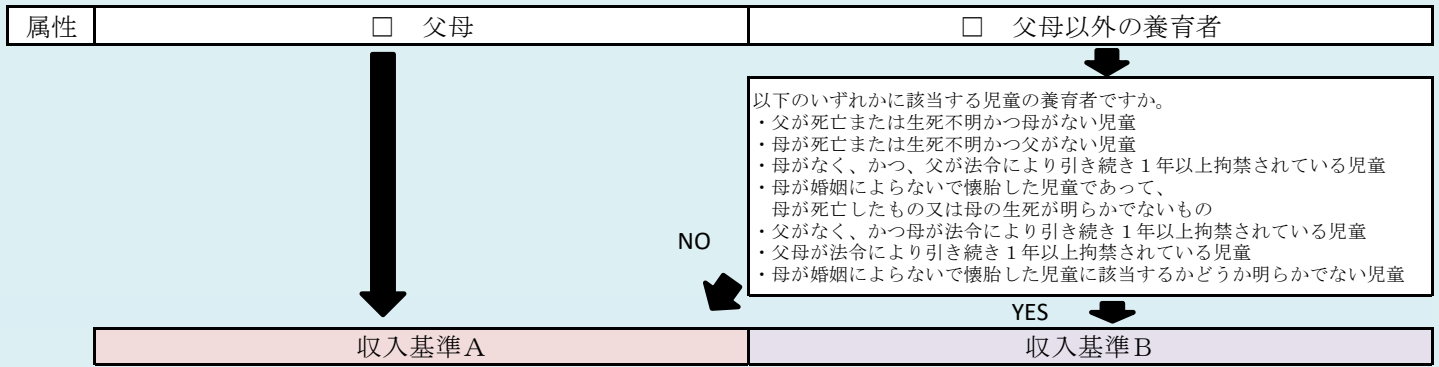 属性
□ 父母
□ 父母以外の養育者
以下のいずれかに該当する児童の養育者ですか。
・父が死亡または生死不明かつ母がない児童
・母が死亡または生死不明かつ父がない児童
・母がなく、かつ、父が法令により引き続き１年以上拘禁されている児童
・母が婚姻によらないで懐胎した児童であって、
母が死亡したもの又は母の生死が明らかでないもの
・父がなく、かつ母が法令により引き続き１年以上拘禁されている児童
・父母が法令により引き続き１年以上拘禁されている児童
・母が婚姻によらないで懐胎した児童に該当するかどうか明らかでない児童
NO
YES
収入基準Ａ
収入基準Ｂ